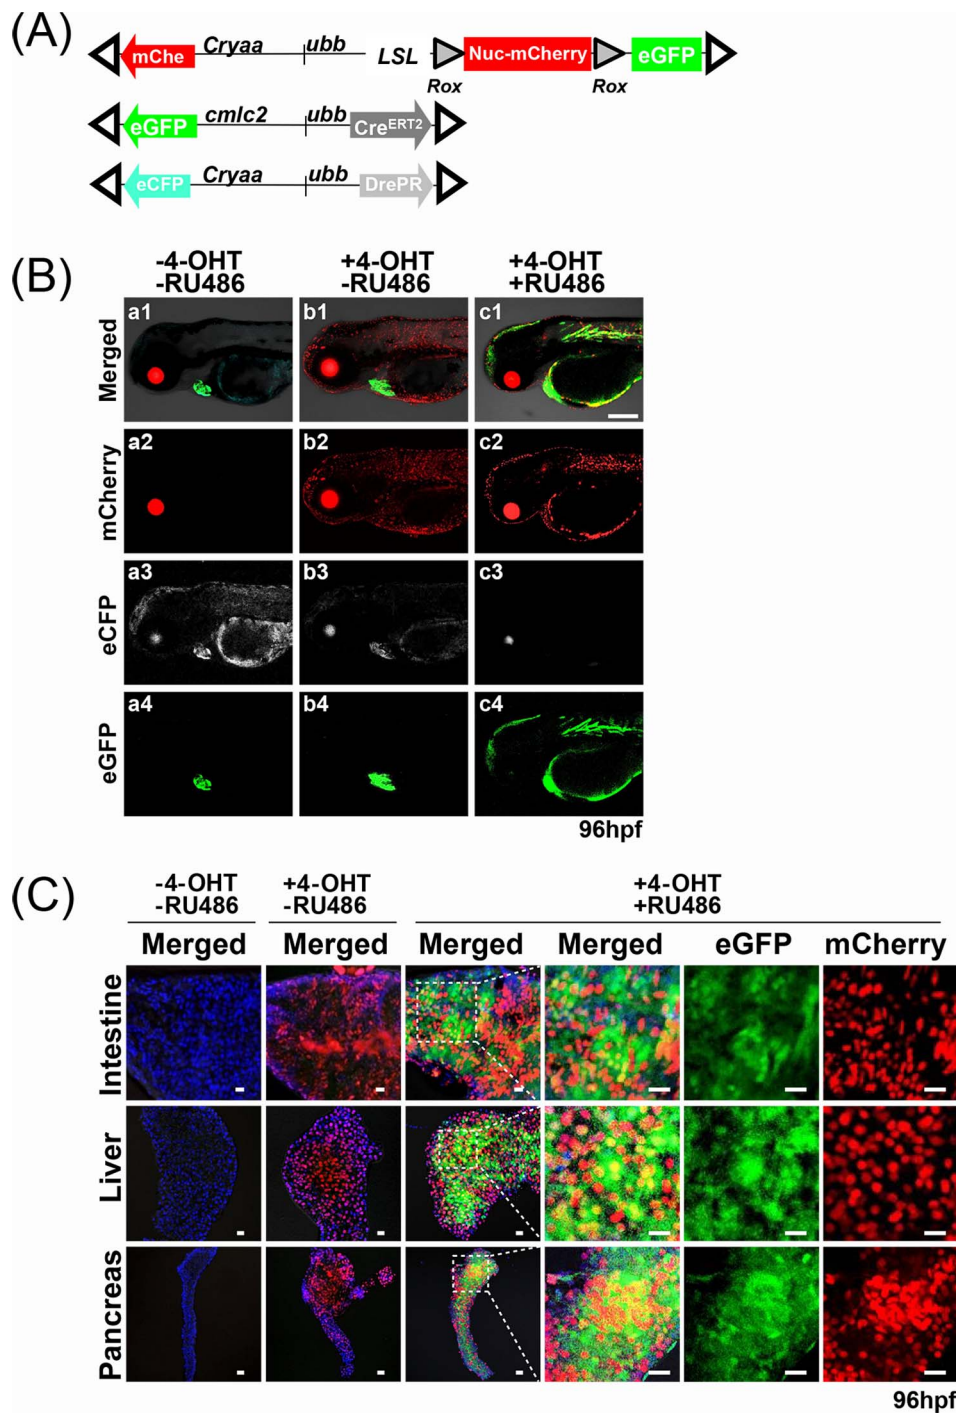 (A)
mChe Cryaa ubb LSL Nuc-mCherry eGFP
Rox Rox
eGFP cmlc2 ubb CreERT2
eCFP Cryaa ubb DrePR
(B)
-4-OHT +4-OHT +4-OHT
-RU486 -RU486 +RU486
Merged a1 b1 c1
mCherry a2 b2 c2
eCFP a3 b3 c3
eGFP a4 b4 c4
96hpf
(C)
-4-OHT +4-OHT +4-OHT
-RU486 -RU486 +RU486
Merged Merged Merged Merged eGFP mCherry
Intestine
Liver
Pancreas
96hpf